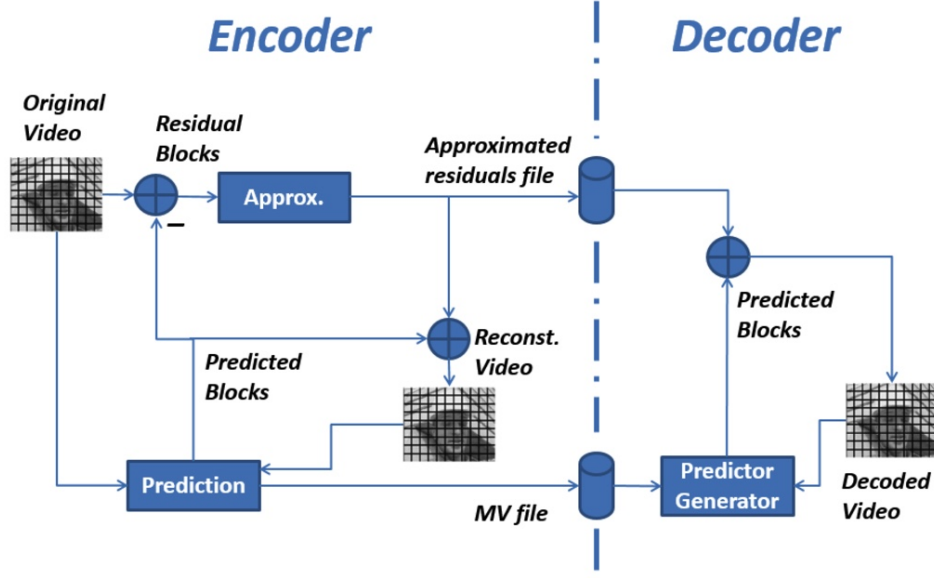 Encoder
Decoder
Original
Video
Residual
Blocks
Approx.
Approximated
residuals file
–
Predicted
Blocks
Reconst.
Video
Prediction
MV file
Predicted
Blocks
Predictor
Generator
Decoded
Video